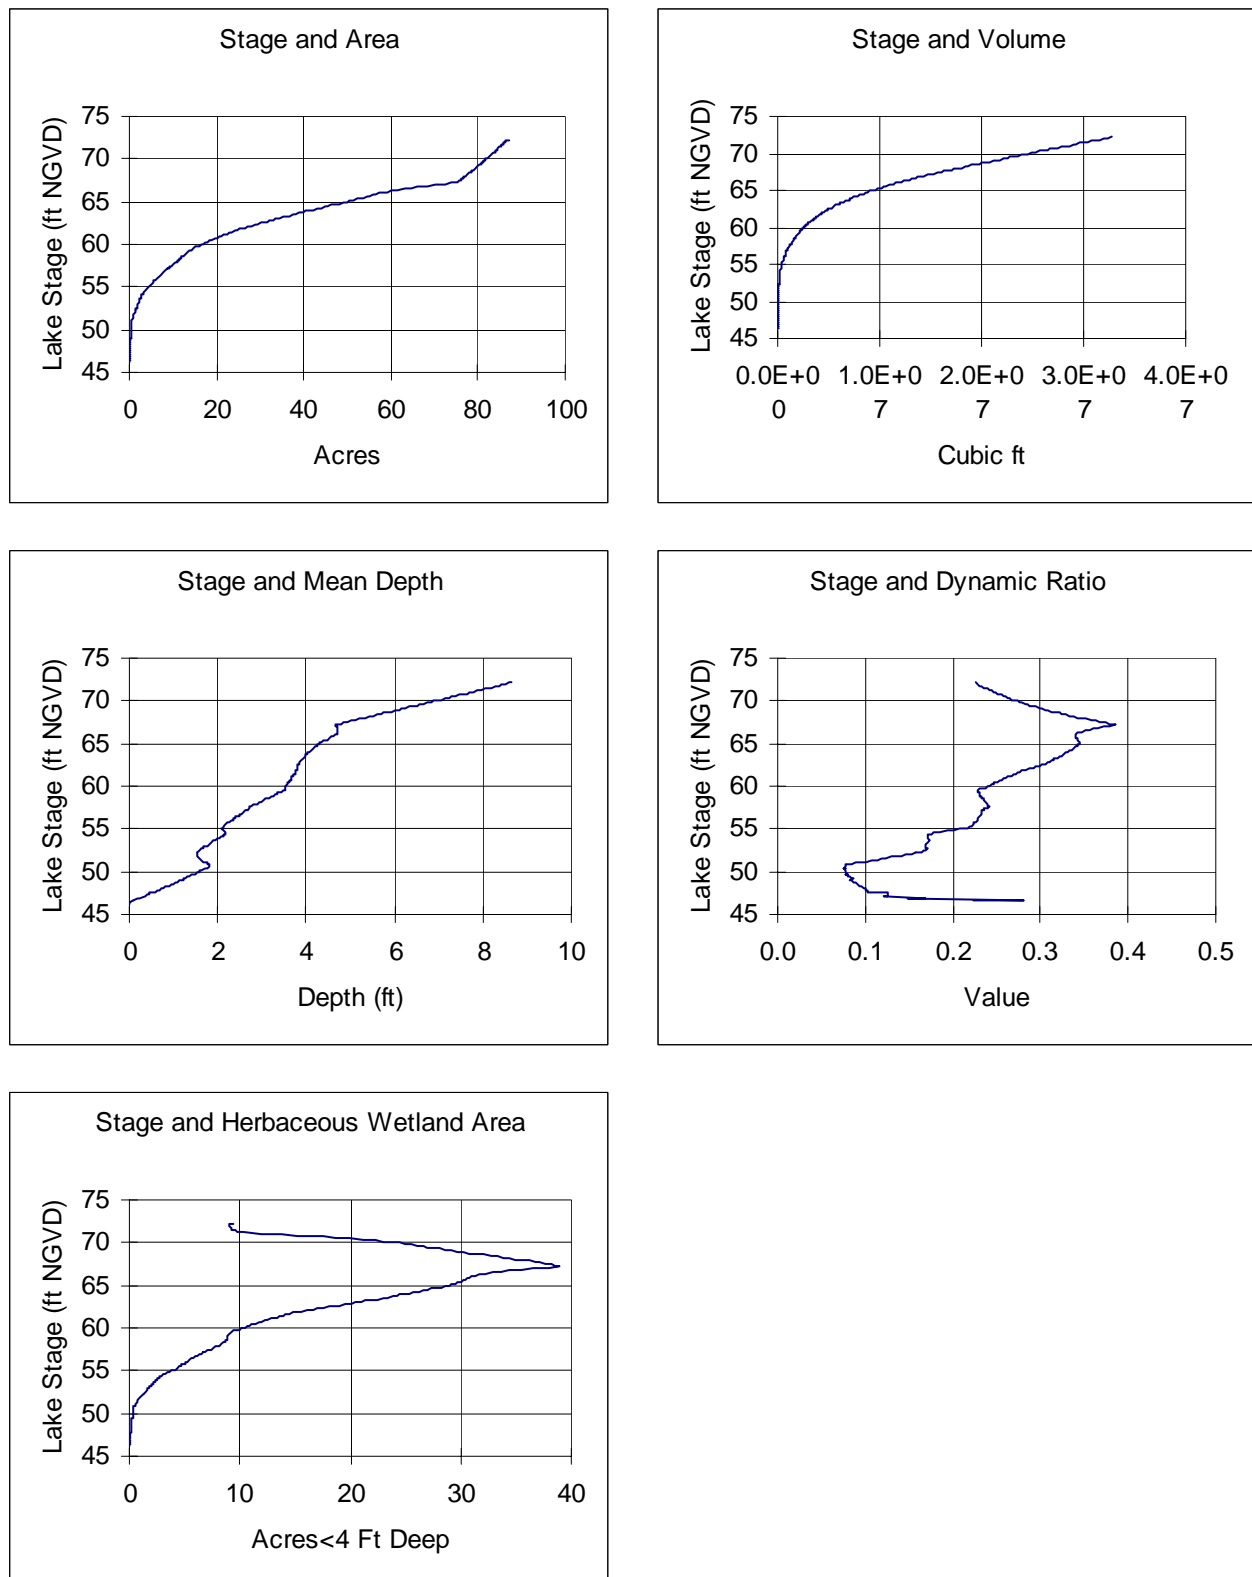 Stage and Area
Lake Stage (ft NGVD)
75
70
65
60
55
50
45
0 20 40 60 80 100
Acres
Stage and Volume
Lake Stage (ft NGVD)
75
70
65
60
55
50
45
0.0E+0 1.0E+0 2.0E+0 3.0E+0 4.0E+0
0 7 7 7 7
Cubic ft
Stage and Mean Depth
Lake Stage (ft NGVD)
75
70
65
60
55
50
45
0 2 4 6 8 10
Depth (ft)
Stage and Dynamic Ratio
Lake Stage (ft NGVD)
75
70
65
60
55
50
45
0.0 0.1 0.2 0.3 0.4 0.5
Value
Stage and Herbaceous Wetland Area
Lake Stage (ft NGVD)
75
70
65
60
55
50
45
0 10 20 30 40
Acres<4 Ft Deep